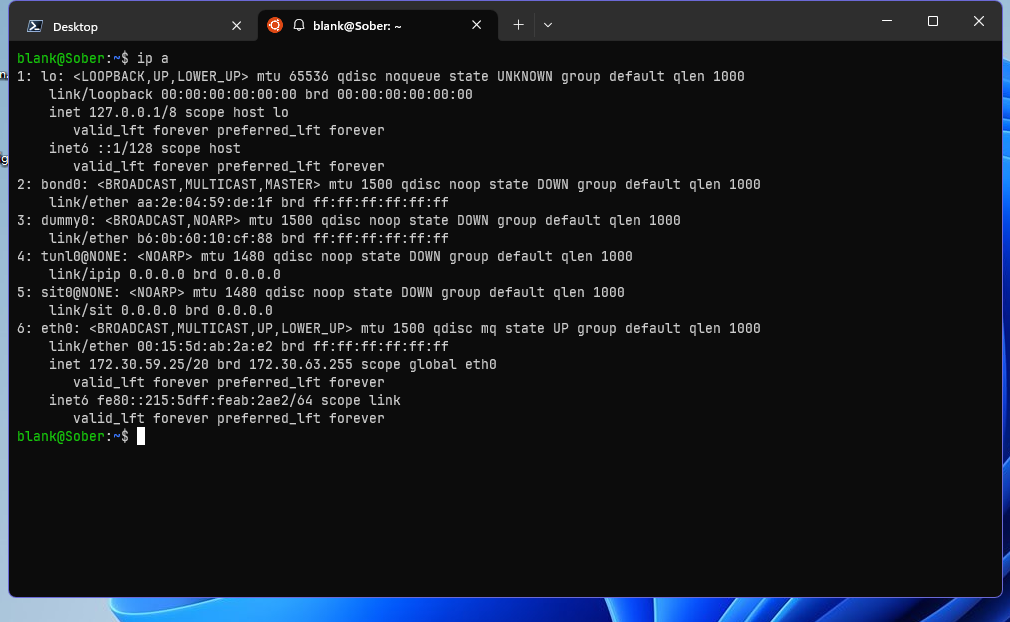 Desktop
blank@Sober: ~
blank@Sober:~$ ip a
1: lo: <LOOPBACK,UP,LOWER_UP> mtu 65536 qdisc noqueue state UNKNOWN group default qlen 1000
    link/loopback 00:00:00:00:00:00 brd 00:00:00:00:00:00
    inet 127.0.0.1/8 scope host lo
       valid_lft forever preferred_lft forever
    inet6 ::1/128 scope host
       valid_lft forever preferred_lft forever
2: bond0: <BROADCAST,MULTICAST,MASTER> mtu 1500 qdisc noop state DOWN group default qlen 1000
    link/ether aa:2e:04:59:de:1f brd ff:ff:ff:ff:ff:ff
3: dummy0: <BROADCAST,NOARP> mtu 1500 qdisc noop state DOWN group default qlen 1000
    link/ether b6:0b:60:10:cf:88 brd ff:ff:ff:ff:ff:ff
4: tunl0@NONE: <NOARP> mtu 1480 qdisc noop state DOWN group default qlen 1000
    link/ipip 0.0.0.0 brd 0.0.0.0
5: sit0@NONE: <NOARP> mtu 1480 qdisc noop state DOWN group default qlen 1000
    link/sit 0.0.0.0 brd 0.0.0.0
6: eth0: <BROADCAST,MULTICAST,UP,LOWER_UP> mtu 1500 qdisc mq state UP group default qlen 1000
    link/ether 00:15:5d:ab:2a:e2 brd ff:ff:ff:ff:ff:ff
    inet 172.30.59.25/20 brd 172.30.63.255 scope global eth0
       valid_lft forever preferred_lft forever
    inet6 fe80::215:5dff:feab:2ae2/64 scope link
       valid_lft forever preferred_lft forever
blank@Sober:~$